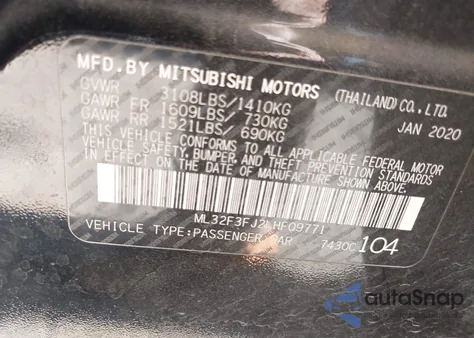 MFD.BY MITSUBISHI MOTORS (THAILAND) CO., LTD.
GVWR 3108LBS/1410KG JAN 2020
GAWR FR 1609LBS/ 730KG
GAWR RR 1521LBS/ 690KG
THIS VEHICLE CONFORMS TO ALL APPLICABLE FEDERAL MOTOR
VEHICLE SAFETY, BUMPER, AND THEFT PREVENTION STANDARDS
IN EFFECT ON THE DATE OF MANUFACTURE SHOWN ABOVE.
ML32F3FJ2LHF09771
VEHICLE TYPE:PASSENGER CAR 7430C 104
autoSnap